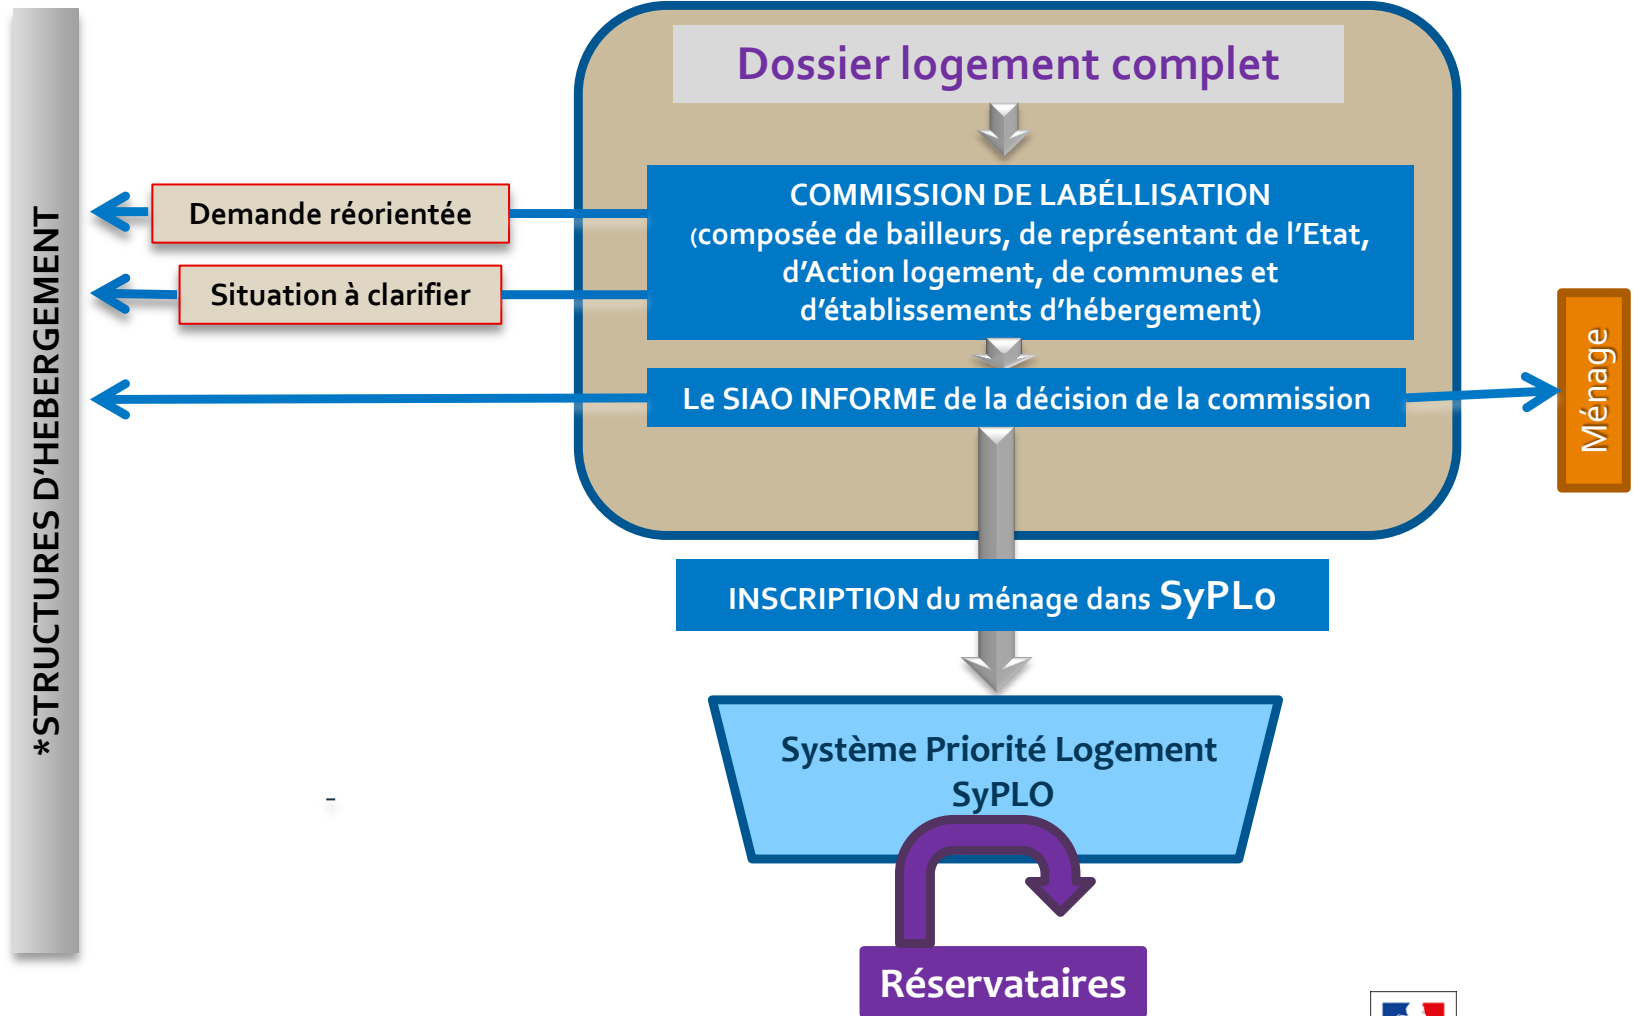 Dossier logement complet
COMMISSION DE LABÉLLISATION
(composée de bailleurs, de représentant de l'Etat,
d'Action logement, de communes et
d'établissements d'hébergement)
Demande réorientée
Situation à clarifier
*STRUCTURES D'HEBERGEMENT
Le SIAO INFORME de la décision de la commission
Ménage
INSCRIPTION du ménage dans SyPLo
Système Priorité Logement
SyPLO
-
Réservataires